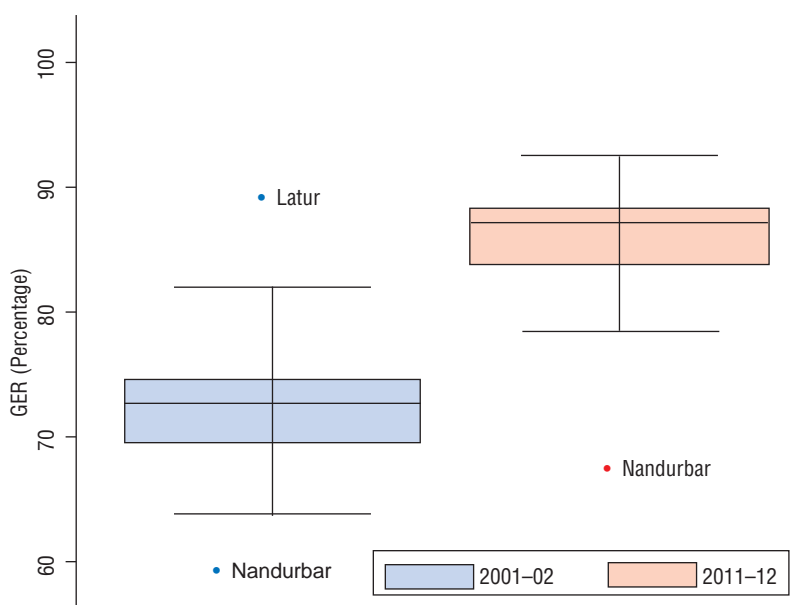 GER (Percentage)
100
90
80
70
60
Latur
Nandurbar
Nandurbar
2001–02
2011–12